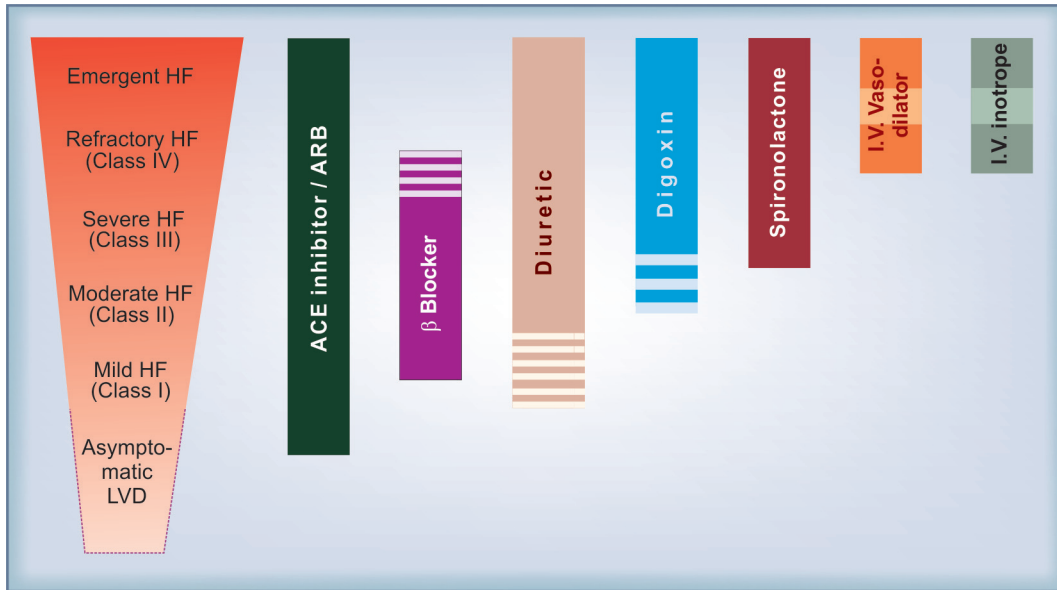 Emergent HF
Refractory HF
(Class IV)
Severe HF
(Class III)
Moderate HF
(Class II)
Mild HF
(Class I)
Asympto-
matic
LVD
ACE inhibitor / ARB
β Blocker
Diuretic
Digoxin
Spironolactone
I.V. Vaso-
dilator
I.V. inotrope